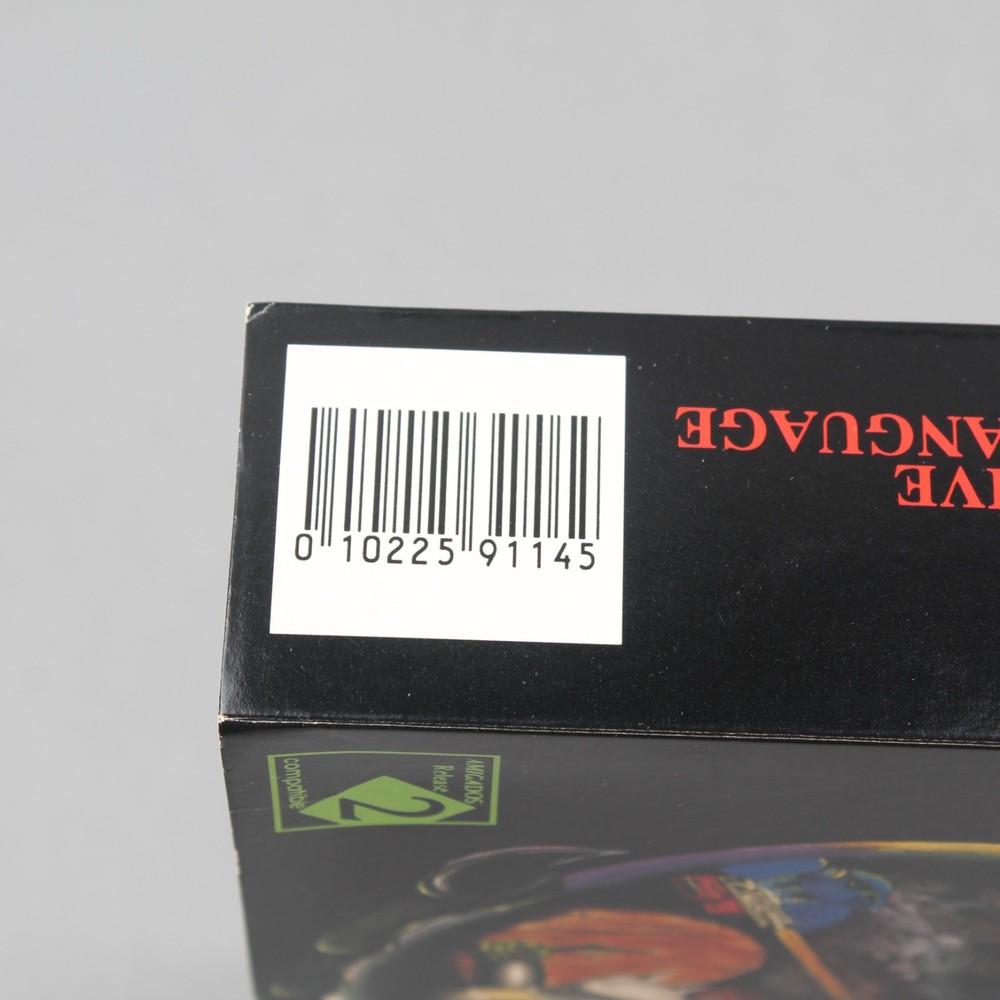 0 10225 91145
ANGUAGE
IVE
AMIGADOS
Release
2
compatible